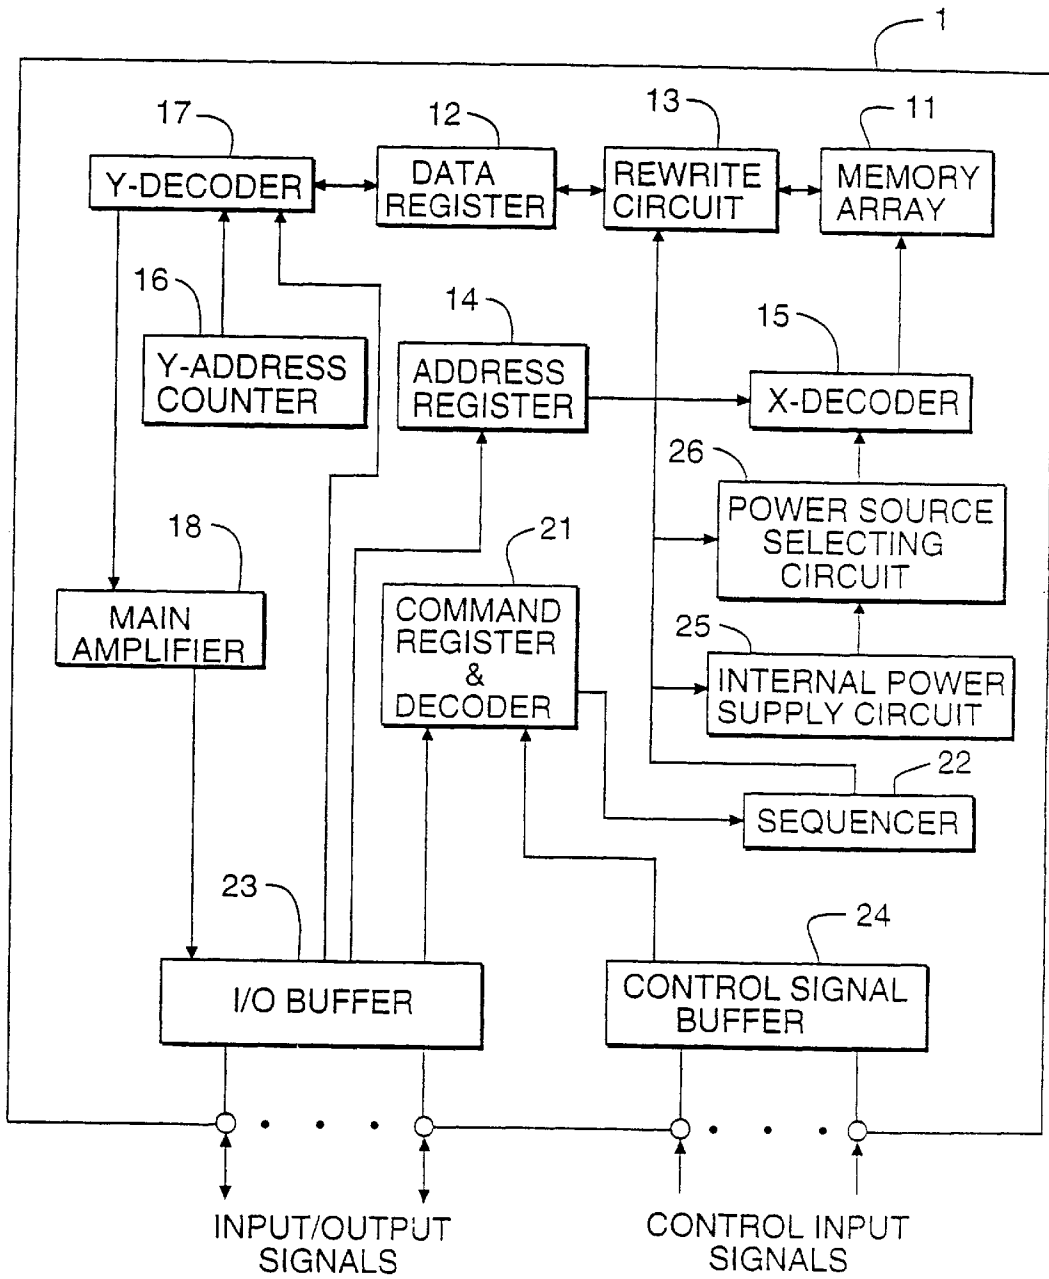 1
17
12
13
11
Y-DECODER
DATA
REGISTER
REWRITE
CIRCUIT
MEMORY
ARRAY
16
14
15
Y-ADDRESS
COUNTER
ADDRESS
REGISTER
X-DECODER
26
POWER SOURCE
SELECTING
CIRCUIT
18
21
MAIN
AMPLIFIER
COMMAND
REGISTER
&
DECODER
25
INTERNAL POWER
SUPPLY CIRCUIT
22
SEQUENCER
23
24
I/O BUFFER
CONTROL SIGNAL
BUFFER
INPUT/OUTPUT
SIGNALS
CONTROL INPUT
SIGNALS